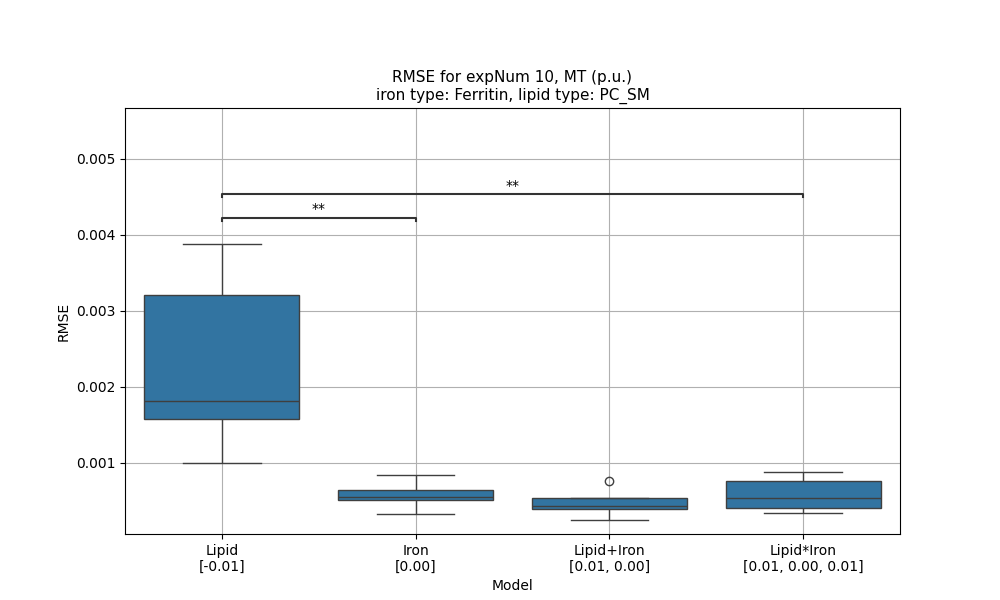 RMSE for expNum 10, MT (p.u.)
iron type: Ferritin, lipid type: PC_SM
0.005
**
**
0.004
0.003
RMSE
0.002
0.001
Lipid Iron Lipid+Iron Lipid*Iron
[-0.01] [0.00] [0.01, 0.00] [0.01, 0.00, 0.01]
Model